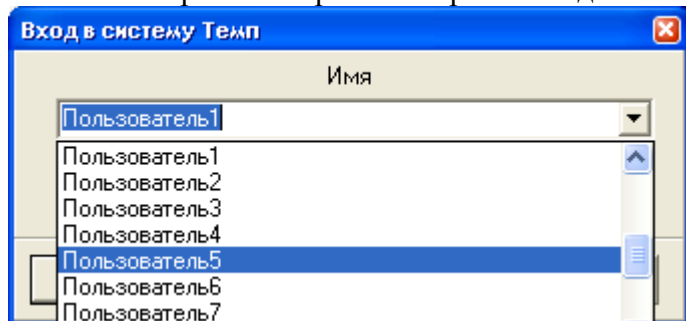 Вход в систему Темп
Имя
Пользователь1
Пользователь1
Пользователь2
Пользователь3
Пользователь4
Пользователь5
Пользователь6
Пользователь7